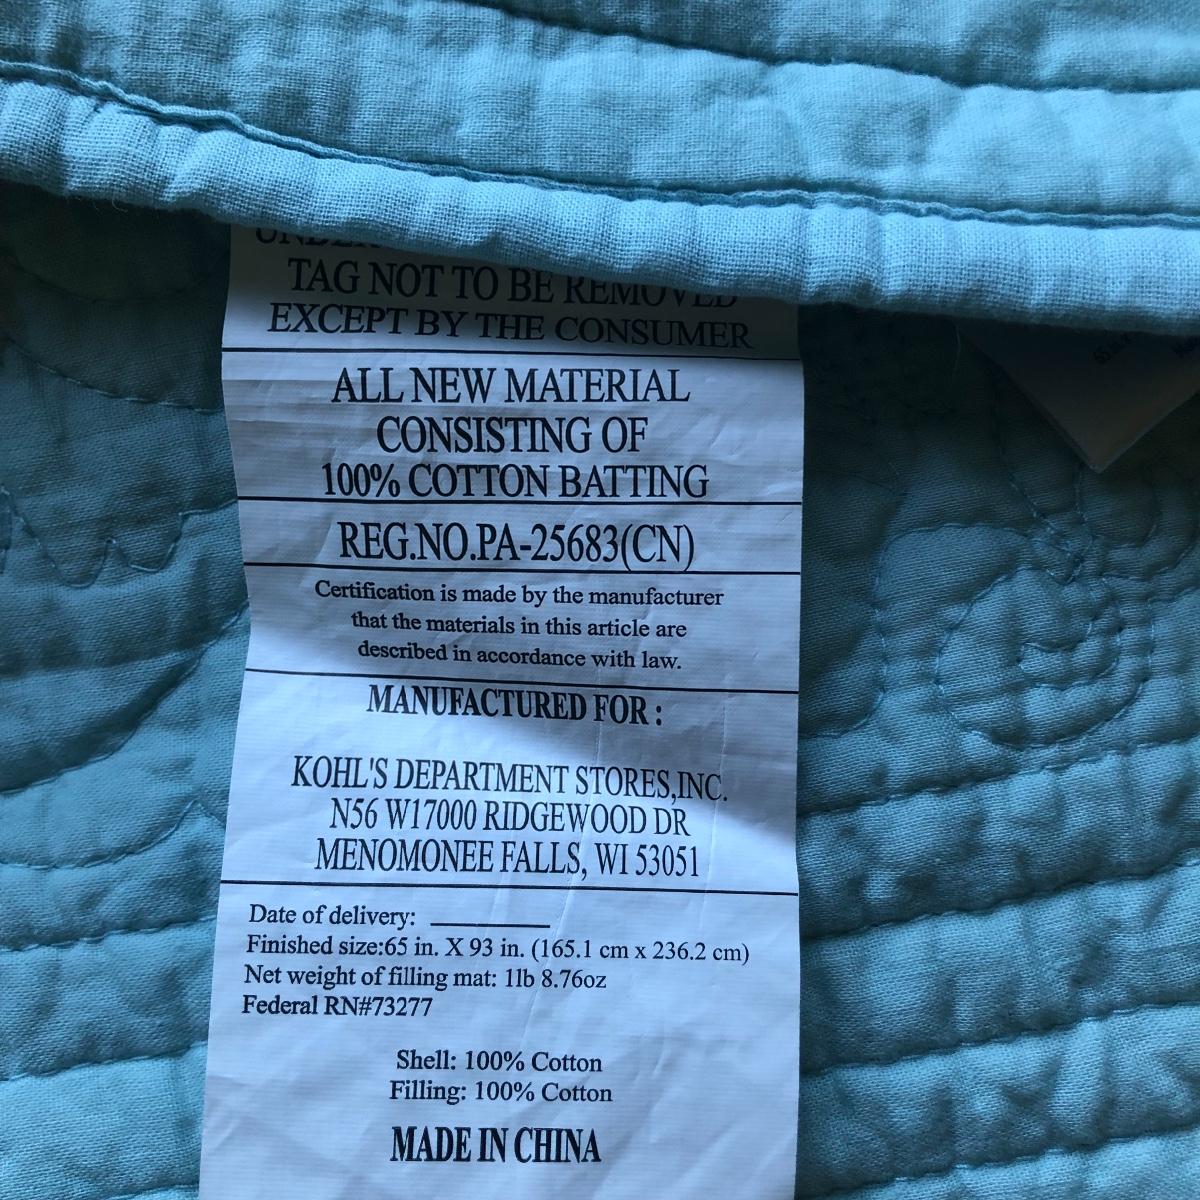 UNDER
TAG NOT TO BE REMOVED
EXCEPT BY THE CONSUMER
ALL NEW MATERIAL
CONSISTING OF
100% COTTON BATTING
REG.NO.PA-25683(CN)
Certification is made by the manufacturer
that the materials in this article are
described in accordance with law.
MANUFACTURED FOR :
KOHL'S DEPARTMENT STORES,INC.
N56 W17000 RIDGEWOOD DR
MENOMONEE FALLS, WI 53051
Date of delivery: __________
Finished size:65 in. X 93 in. (165.1 cm x 236.2 cm)
Net weight of filling mat: 1lb 8.76oz
Federal RN#73277
Shell: 100% Cotton
Filling: 100% Cotton
MADE IN CHINA